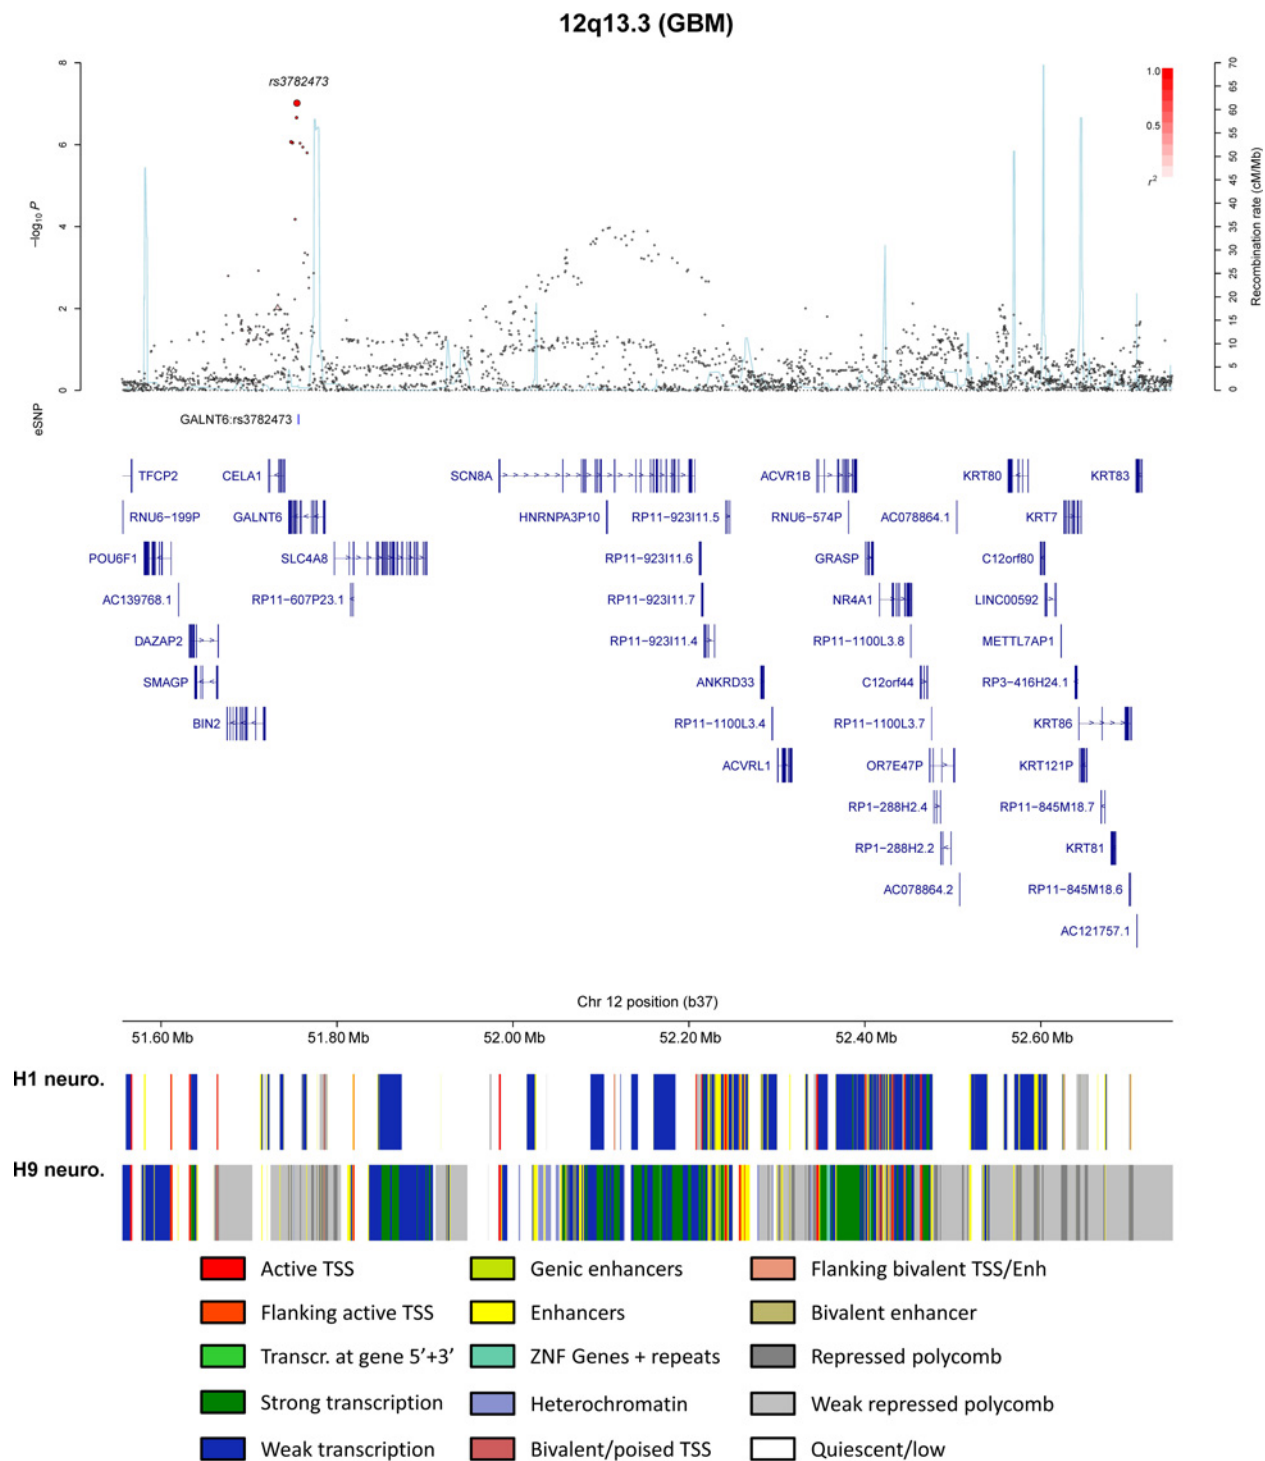 12q13.3 (GBM)
rs3782473
8
6
4
2
0
−log10 P
1.0
0.5
r2
70
65
60
55
50
45
40
35
30
25
20
15
10
5
0
Recombination rate (cM/Mb)
eSNP
GALNT6:rs3782473
TFCP2 CELA1 SCN8A ACVR1B KRT80 KRT83
RNU6−199P GALNT6 HNRNPA3P10 RP11−923I11.5 RNU6−574P AC078864.1 KRT7
POU6F1 SLC4A8 RP11−923I11.6 GRASP C12orf80
AC139768.1 RP11−607P23.1 RP11−923I11.7 NR4A1 LINC00592
DAZAP2 RP11−923I11.4 RP11−1100L3.8 METTL7AP1
SMAGP ANKRD33 C12orf44 RP3−416H24.1
BIN2 RP11−1100L3.4 RP11−1100L3.7 KRT86
ACVRL1 OR7E47P KRT121P
RP1−288H2.4 RP11−845M18.7
RP1−288H2.2 KRT81
AC078864.2 RP11−845M18.6
AC121757.1
Chr 12 position (b37)
51.60 Mb 51.80 Mb 52.00 Mb 52.20 Mb 52.40 Mb 52.60 Mb
H1 neuro.
H9 neuro.
Active TSS Genic enhancers Flanking bivalent TSS/Enh
Flanking active TSS Enhancers Bivalent enhancer
Transcr. at gene 5’+3’ ZNF Genes + repeats Repressed polycomb
Strong transcription Heterochromatin Weak repressed polycomb
Weak transcription Bivalent/poised TSS Quiescent/low